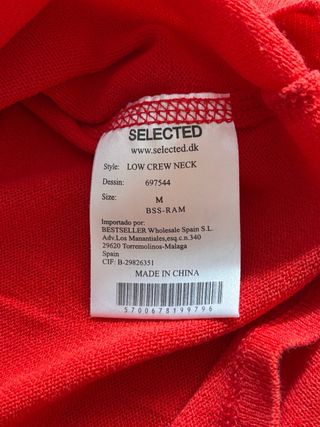 SELECTED
www.selected.dk
Style: LOW CREW NECK
Dessin: 697544
Size: M
BSS-RAM
Importado por:
BESTSELLER Wholesale Spain S.L.
Adv.Los Manantiales,esq.c.n.340
29620 Torremolinos-Malaga
Spain
CIF: B-29826351
MADE IN CHINA
5700678199796